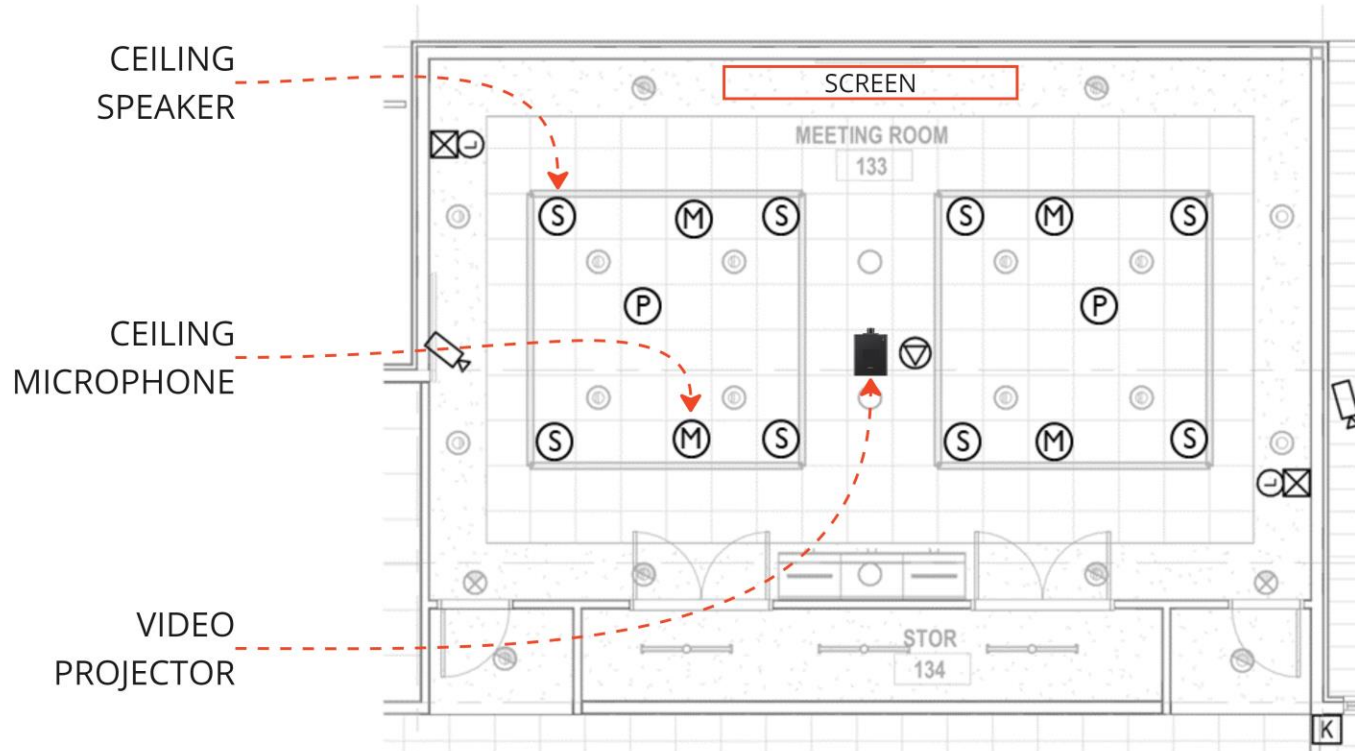 CEILING
SPEAKER
SCREEN
MEETING ROOM
133
L
S
M
S
S
M
S
P
P
CEILING
MICROPHONE
S
M
S
S
M
S
L
VIDEO
PROJECTOR
STOR
134
K